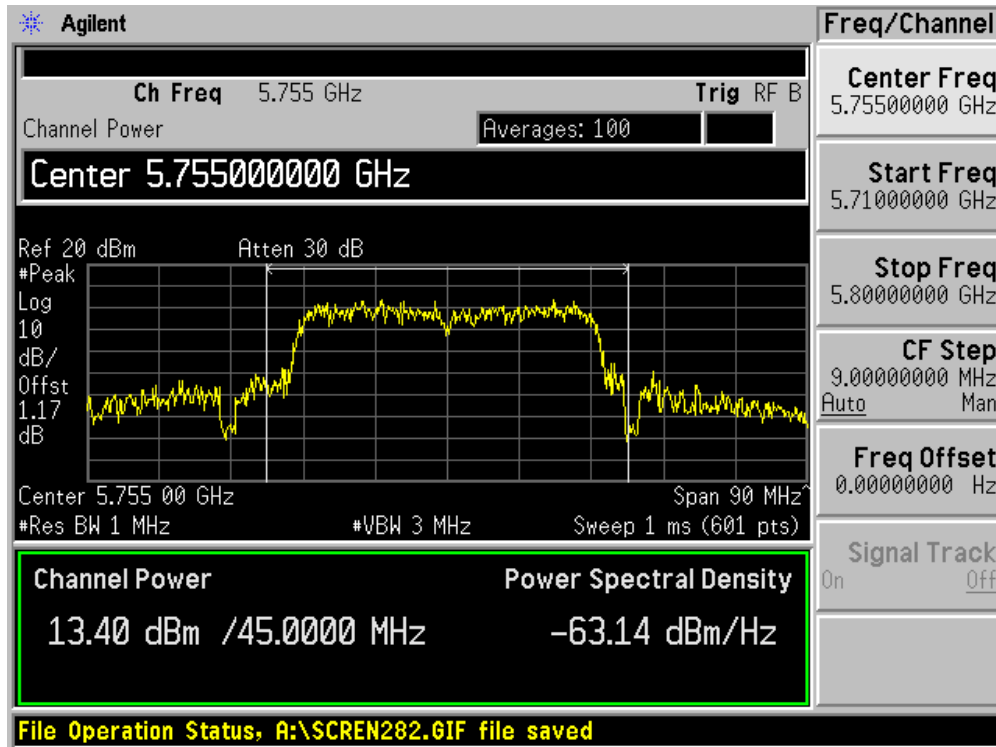 Agilent
Freq/Channel
Ch Freq 5.755 GHz Trig RF B
Channel Power Averages: 100
Center 5.755000000 GHz
Ref 20 dBm Atten 30 dB
#Peak
Log
10
dB/
Offst
1.17
dB
Center 5.755 00 GHz Span 90 MHz^
#Res BW 1 MHz #VBW 3 MHz Sweep 1 ms (601 pts)
Channel Power Power Spectral Density
13.40 dBm /45.0000 MHz -63.14 dBm/Hz
File Operation Status, A:\SCREN282.GIF file saved
Center Freq
5.75500000 GHz
Start Freq
5.71000000 GHz
Stop Freq
5.80000000 GHz
CF Step
9.00000000 MHz
Auto Man
Freq Offset
0.00000000 Hz
Signal Track
On Off